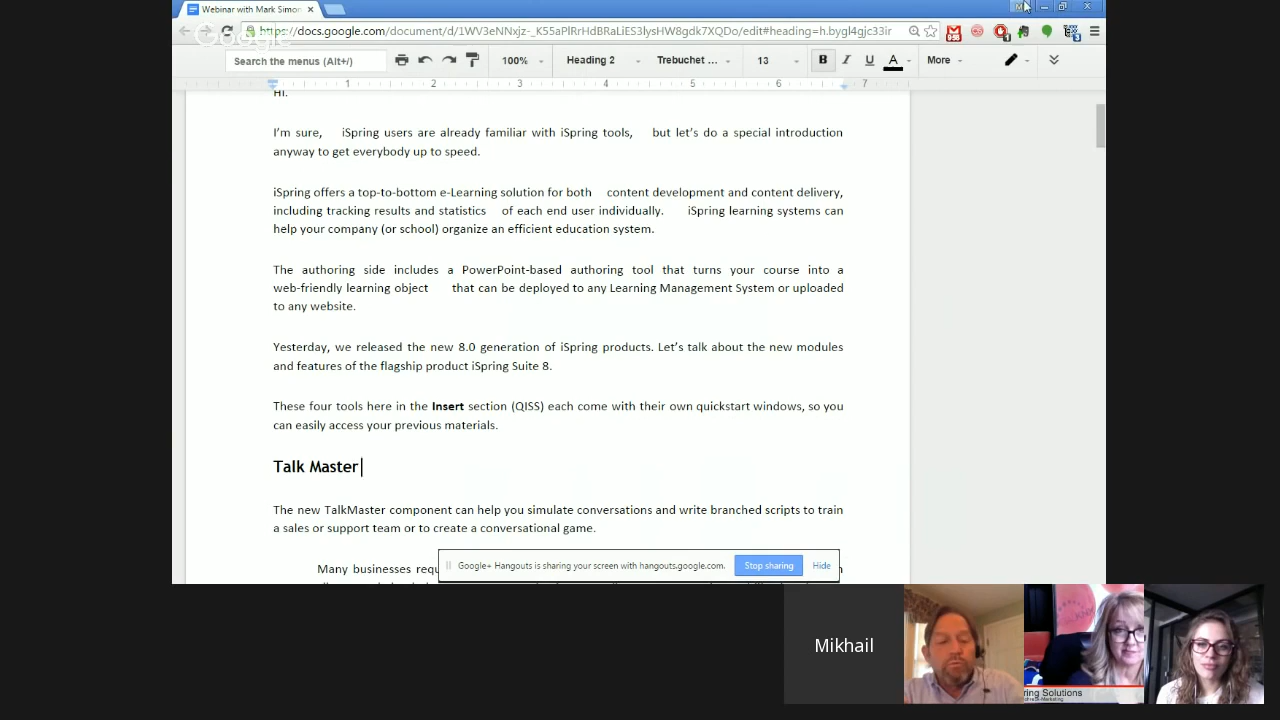 Webinar with Mark Simon
Google
https://docs.google.com/document/d/1WV3eNNxjz-_K55aPlRrHdBRaLiES3lysHW8gdk7XQDo/edit#heading=h.bygl4gjc33ir
Search the menus (Alt+/)
100%
Heading 2
Trebuchet ...
13
B
I
U
A
More
1 2 3 4 5 6 7
Hi.
I'm sure, iSpring users are already familiar with iSpring tools, but let's do a special introduction
anyway to get everybody up to speed.
iSpring offers a top-to-bottom e-Learning solution for both content development and content delivery,
including tracking results and statistics of each end user individually. iSpring learning systems can
help your company (or school) organize an efficient education system.
The authoring side includes a PowerPoint-based authoring tool that turns your course into a
web-friendly learning object that can be deployed to any Learning Management System or uploaded
to any website.
Yesterday, we released the new 8.0 generation of iSpring products. Let's talk about the new modules
and features of the flagship product iSpring Suite 8.
These four tools here in the Insert section (QISS) each come with their own quickstart windows, so you
can easily access your previous materials.
Talk Master
The new TalkMaster component can help you simulate conversations and write branched scripts to train
a sales or support team or to create a conversational game.
Many businesses requ
Google+ Hangouts is sharing your screen with hangouts.google.com.
Stop sharing
Hide
Mikhail
ring Solutions